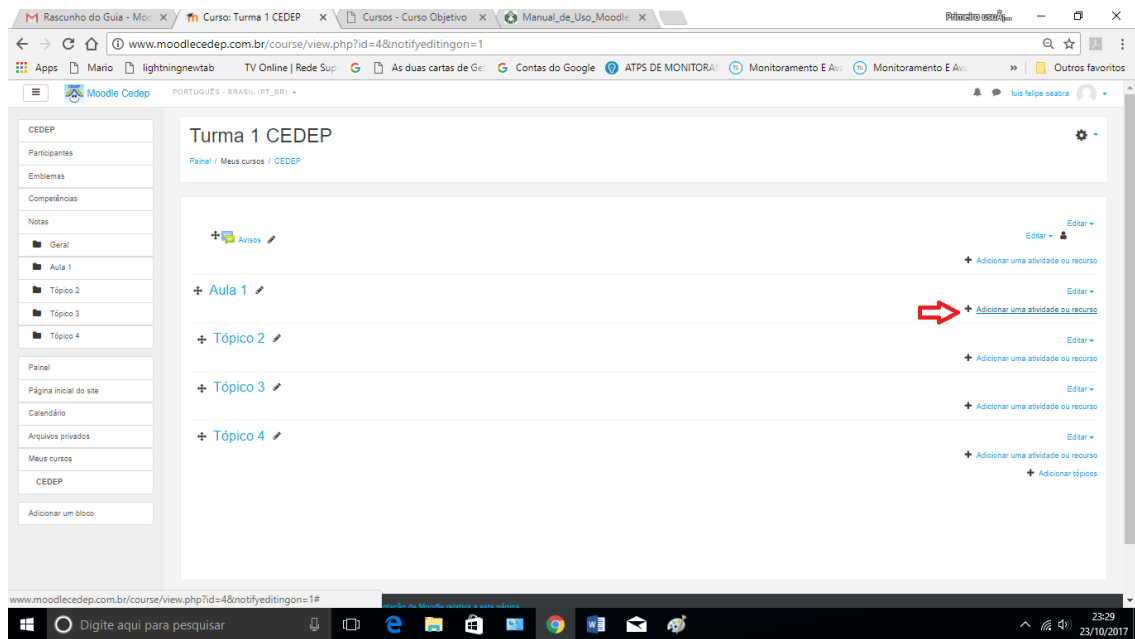 Rascunho do Guia - Moo
Curso: Turma 1 CEDEP
Cursos - Curso Objetivo
Manual_de_Uso_Moodle
www.moodlecedep.com.br/course/view.php?id=4&notifyeditingon=1
Apps
Mario
lightningnewtab
TV Online | Rede Sup
As duas cartas de Ge
Contas do Google
ATPS DE MONITORA
Monitoramento E Ava
Monitoramento E Ava
»
Outros favoritos
Moodle Cedep
PORTUGUÊS - BRASIL (PT_BR)
luis felipe seabra
CEDEP
Participantes
Emblemas
Competências
Notas
Geral
Aula 1
Tópico 2
Tópico 3
Tópico 4
Painel
Página inicial do site
Calendário
Arquivos privados
Meus cursos
CEDEP
Adicionar um bloco
Turma 1 CEDEP
Painel / Meus cursos / CEDEP
Editar
Avisos
Editar
Adicionar uma atividade ou recurso
Aula 1
Editar
Adicionar uma atividade ou recurso
Tópico 2
Editar
Adicionar uma atividade ou recurso
Tópico 3
Editar
Adicionar uma atividade ou recurso
Tópico 4
Editar
Adicionar uma atividade ou recurso
Adicionar tópicos
www.moodlecedep.com.br/course/view.php?id=4&notifyeditingon=1#
Moodle relativa a esta página
Digite aqui para pesquisar
23:29
23/10/2017